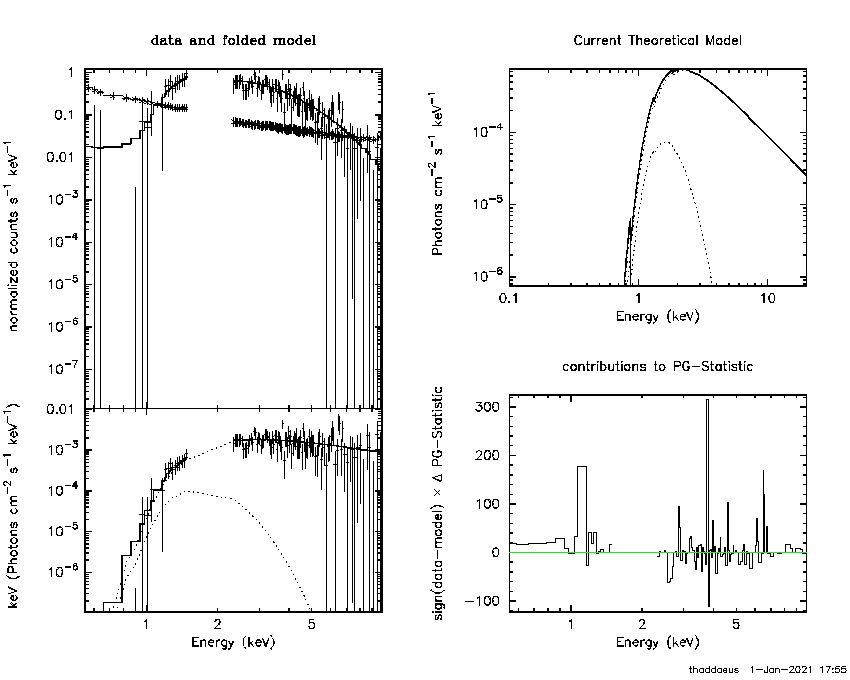 data and folded model
normalized counts s⁻¹ keV⁻¹
1
0.1
0.01
10⁻³
10⁻⁴
10⁻⁵
10⁻⁶
10⁻⁷
keV (Photons cm⁻² s⁻¹ keV⁻¹)
0.01
10⁻³
10⁻⁴
10⁻⁵
10⁻⁶
1 2 5
Energy (keV)
Current Theoretical Model
Photons cm⁻² s⁻¹ keV⁻¹
10⁻⁴
10⁻⁵
10⁻⁶
0.1 1 10
Energy (keV)
contributions to PG-Statistic
sign(data-model) × Δ PG-Statistic
300
200
100
0
-100
1 2 5
Energy (keV)
thaddaeus 1-Jan-2021 17:55